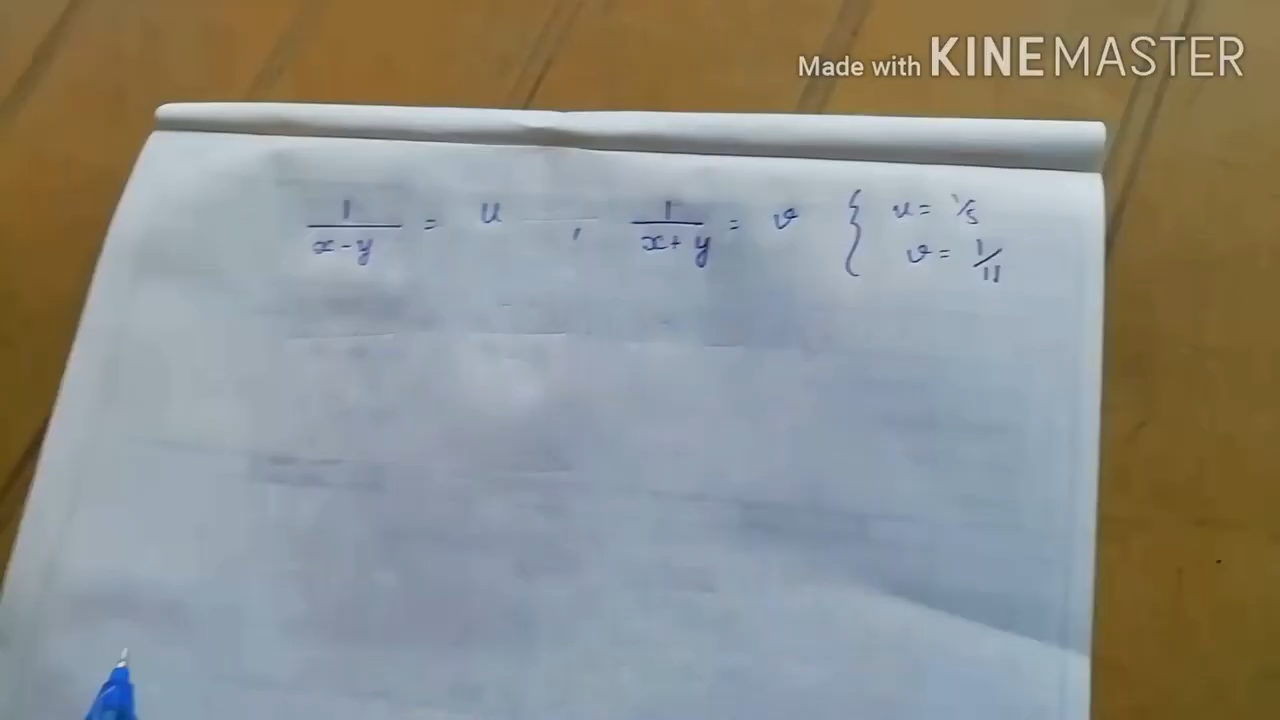 Made with KINEMASTER
1/(x-y) = u , 1/(x+y) = v { u = 1/5
v = 1/11